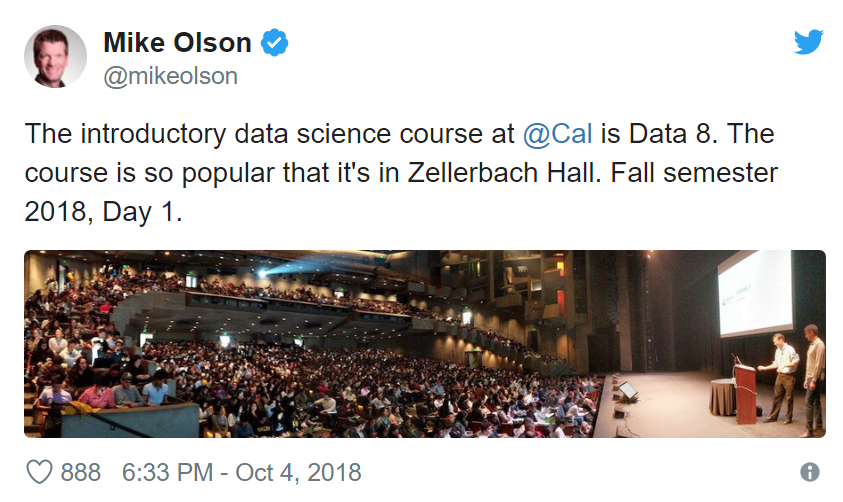 Mike Olson
@mikeolson
The introductory data science course at @Cal is Data 8. The
course is so popular that it's in Zellerbach Hall. Fall semester
2018, Day 1.
888 6:33 PM - Oct 4, 2018